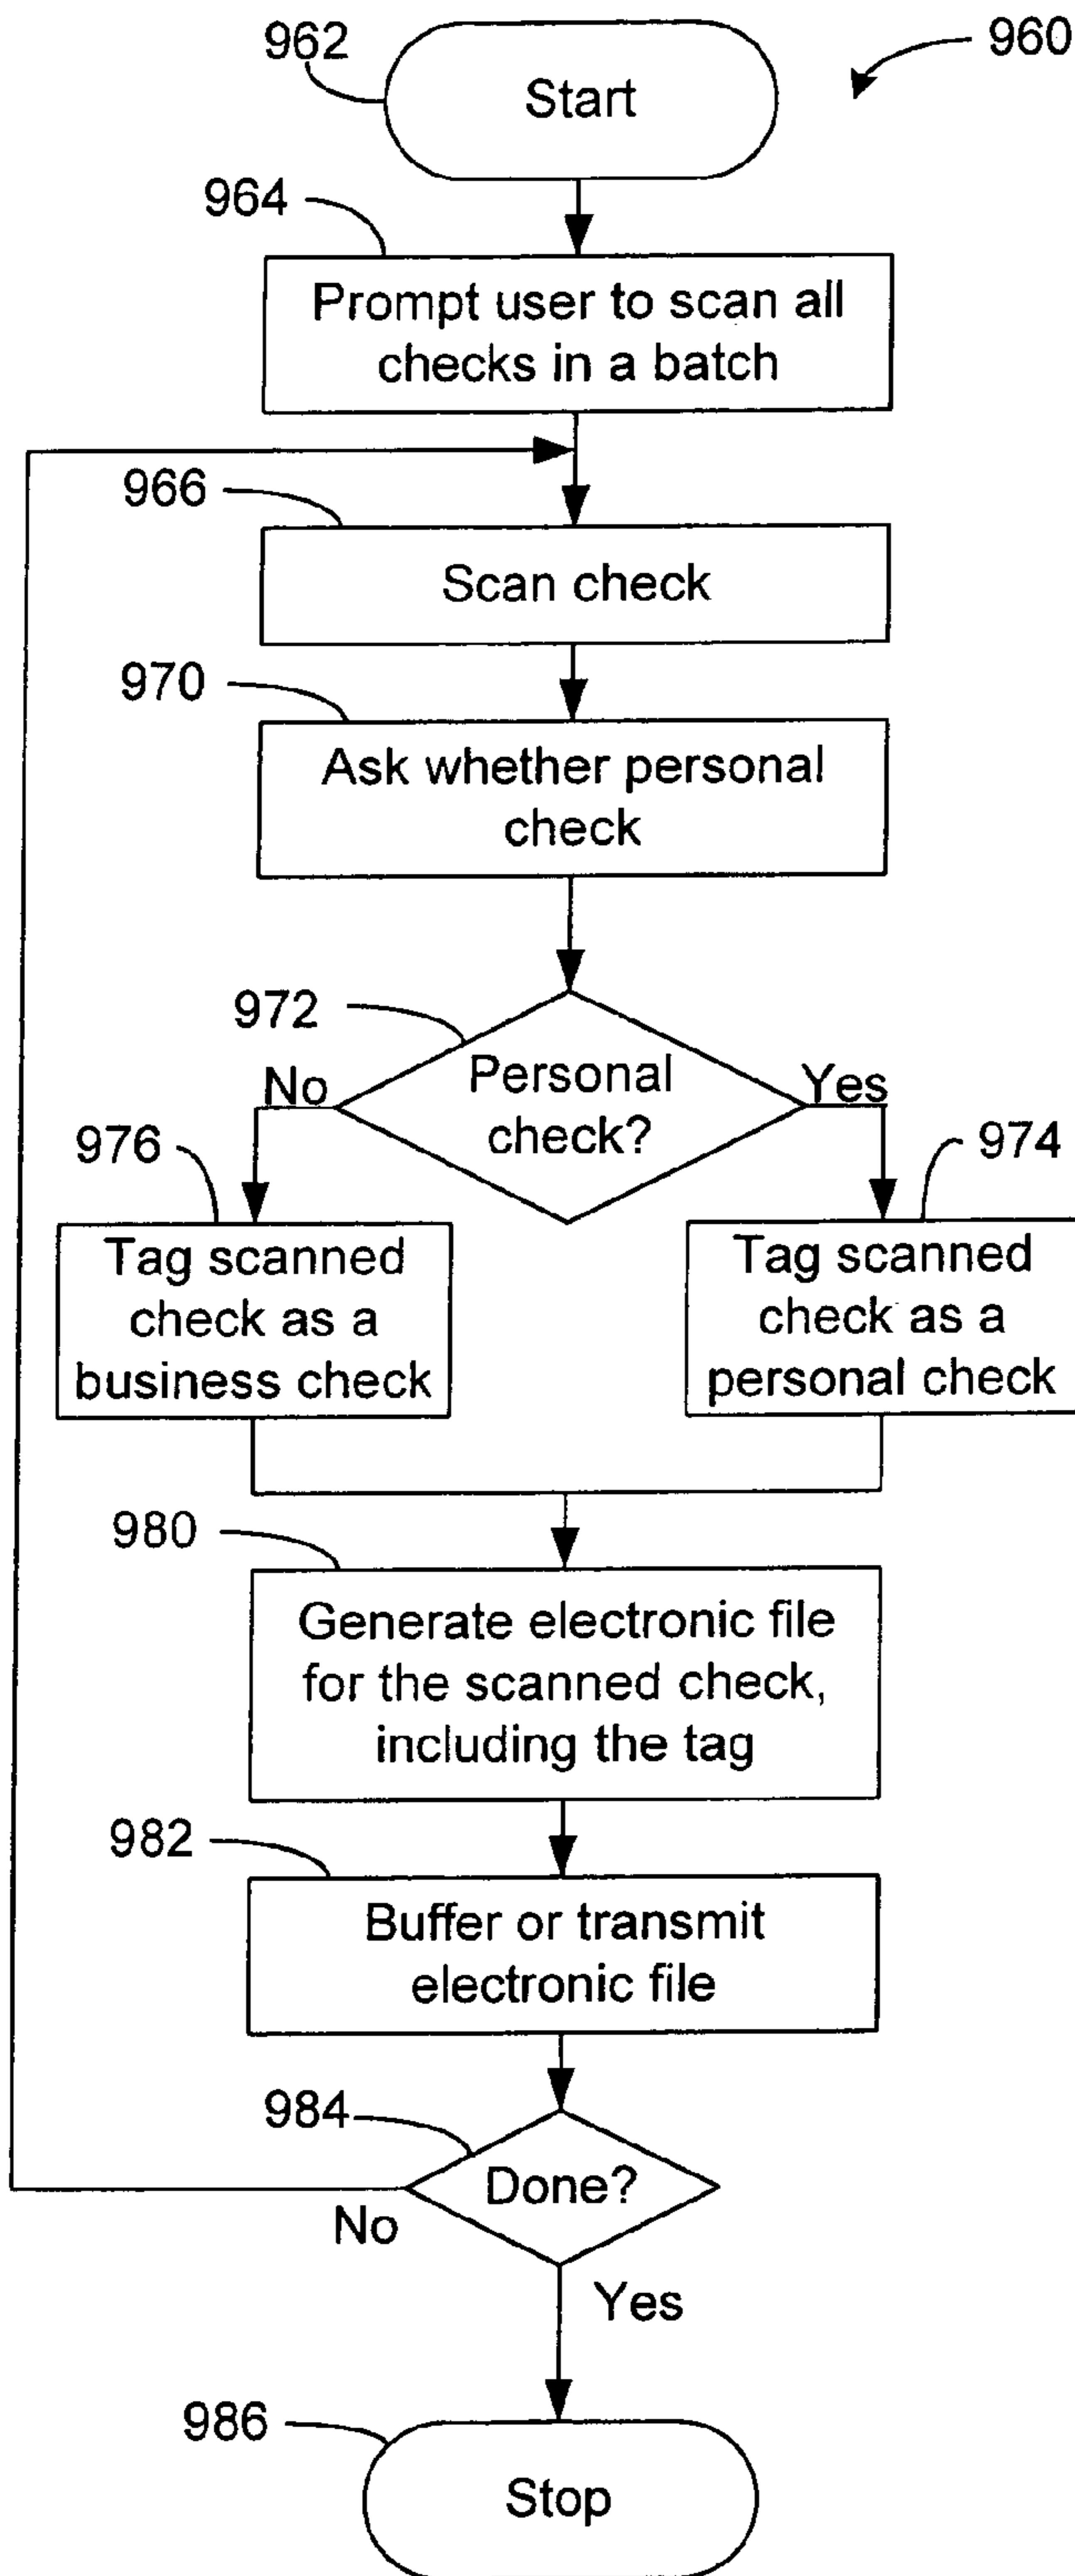 962
Start
960
964
Prompt user to scan all
checks in a batch
966
Scan check
970
Ask whether personal
check
972
Personal
check?
No
Yes
976
974
Tag scanned
check as a
business check
Tag scanned
check as a
personal check
980
Generate electronic file
for the scanned check,
including the tag
982
Buffer or transmit
electronic file
984
Done?
No
Yes
986
Stop